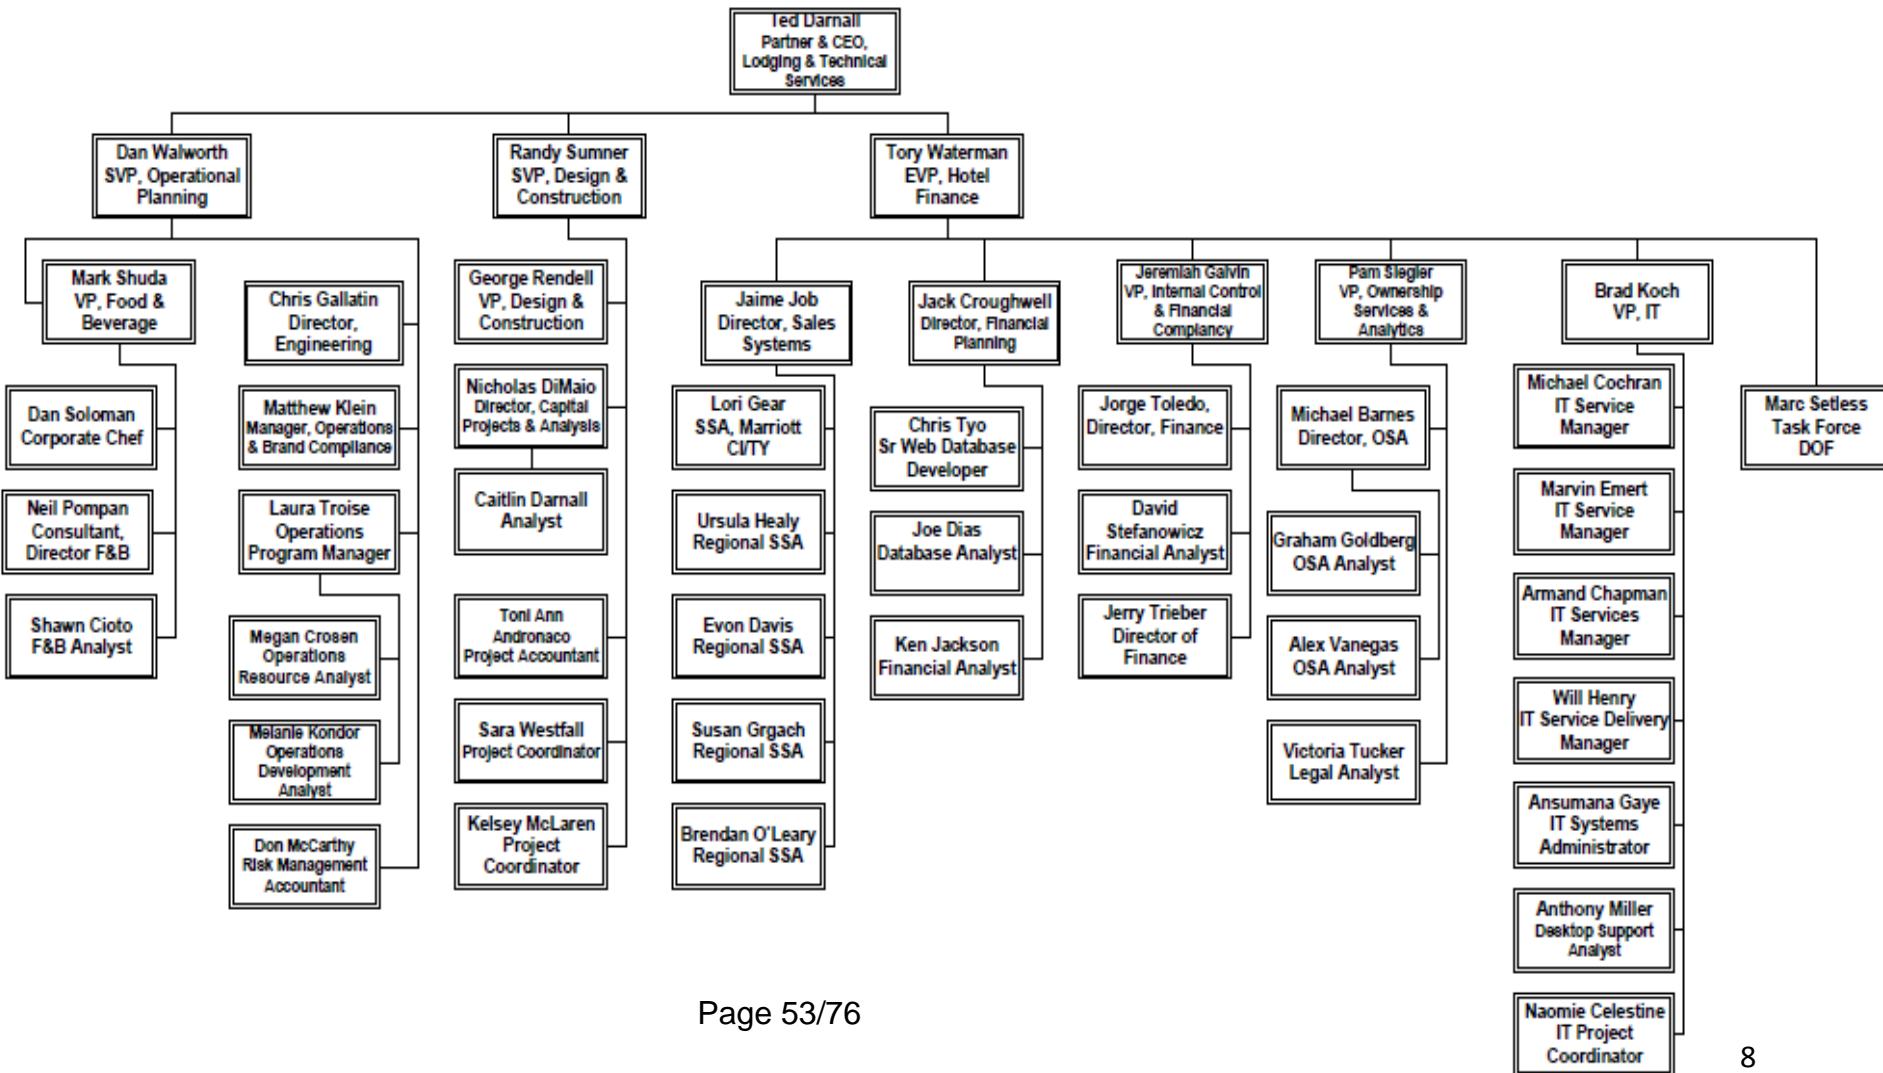 Ted Darnall
Partner & CEO,
Lodging & Technical
Services
Dan Walworth
SVP, Operational
Planning
Randy Sumner
SVP, Design &
Construction
Tory Waterman
EVP, Hotel
Finance
Mark Shuda
VP, Food &
Beverage
Dan Soloman
Corporate Chef
Neil Pompan
Consultant,
Director F&B
Shawn Cioto
F&B Analyst
Chris Gallatin
Director,
Engineering
Matthew Klein
Manager, Operations
& Brand Compliance
Laura Troise
Operations
Program Manager
Megan Crosen
Operations
Resource Analyst
Melanie Kondor
Operations
Development
Analyst
Don McCarthy
Risk Management
Accountant
George Rendell
VP, Design &
Construction
Nicholas DiMaio
Director, Capital
Projects & Analysis
Caitlin Darnall
Analyst
Toni Ann
Andronaco
Project Accountant
Sara Westfall
Project Coordinator
Kelsey McLaren
Project
Coordinator
Jaime Job
Director, Sales
Systems
Lori Gear
SSA, Marriott
CI/TY
Ursula Healy
Regional SSA
Evon Davis
Regional SSA
Susan Grgach
Regional SSA
Brendan O'Leary
Regional SSA
Jack Croughwell
Director, Financial
Planning
Chris Tyo
Sr Web Database
Developer
Joe Dias
Database Analyst
Ken Jackson
Financial Analyst
Jeremiah Galvin
VP, Internal Control
& Financial
Complancy
Jorge Toledo,
Director, Finance
David
Stefanowicz
Financial Analyst
Jerry Trieber
Director of
Finance
Pam Siegler
VP, Ownership
Services &
Analytics
Michael Barnes
Director, OSA
Graham Goldberg
OSA Analyst
Alex Vanegas
OSA Analyst
Victoria Tucker
Legal Analyst
Brad Koch
VP, IT
Michael Cochran
IT Service
Manager
Marvin Emert
IT Service
Manager
Armand Chapman
IT Services
Manager
Will Henry
IT Service Delivery
Manager
Ansumana Gaye
IT Systems
Administrator
Anthony Miller
Desktop Support
Analyst
Naomie Celestine
IT Project
Coordinator
Marc Setless
Task Force
DOF
Page 53/76
8